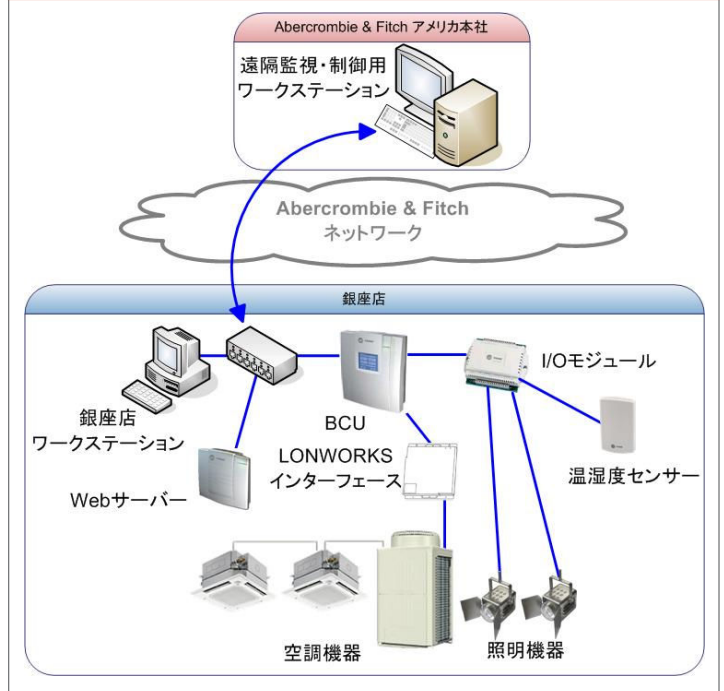 Abercrombie & Fitch アメリカ本社
遠隔監視・制御用
ワークステーション
Abercrombie & Fitch
ネットワーク
銀座店
銀座店
ワークステーション
Webサーバー
BCU
LONWORKS
インターフェース
I/Oモジュール
温湿度センサー
空調機器
照明機器